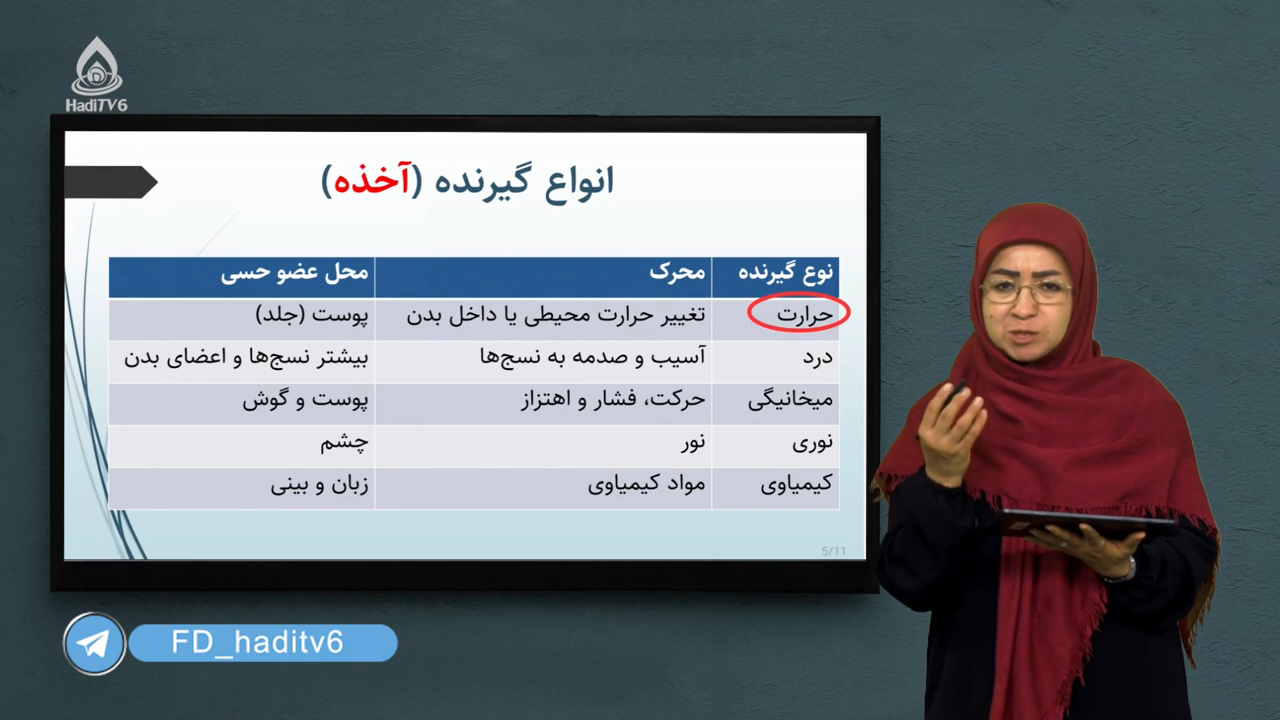 HadiTV6
انواع گیرنده (آخذه)
نوع گیرنده محرک محل عضو حسی
حرارت تغییر حرارت محیطی یا داخل بدن پوست (جلد)
درد آسیب و صدمه به نسج‌ها بیشتر نسج‌ها و اعضای بدن
میخانیگی حرکت، فشار و اهتزاز پوست و گوش
نوری نور چشم
کیمیاوی مواد کیمیاوی زبان و بینی
5/11
FD_haditv6